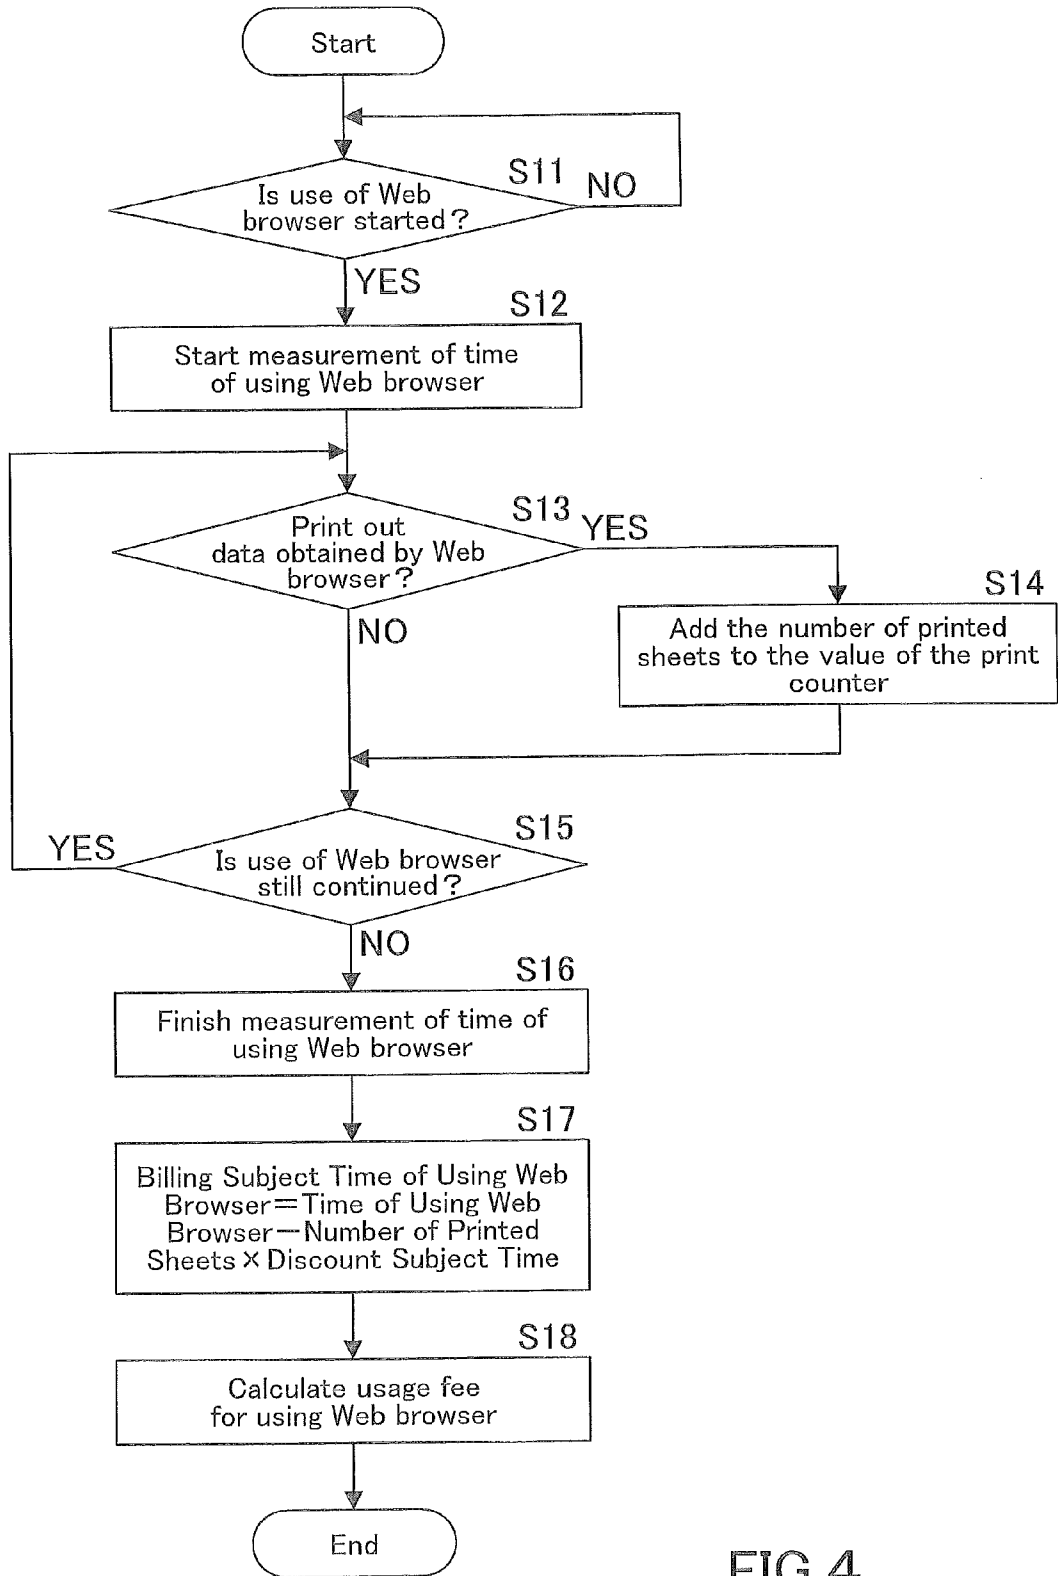 Start
S11
NO
Is use of Web
browser started?
YES
S12
Start measurement of time
of using Web browser
S13
YES
Print out
data obtained by Web
browser?
NO
S14
Add the number of printed
sheets to the value of the print
counter
S15
YES
Is use of Web browser
still continued?
NO
S16
Finish measurement of time of
using Web browser
S17
Billing Subject Time of Using Web
Browser=Time of Using Web
Browser−Number of Printed
Sheets×Discount Subject Time
S18
Calculate usage fee
for using Web browser
End
FIG.4